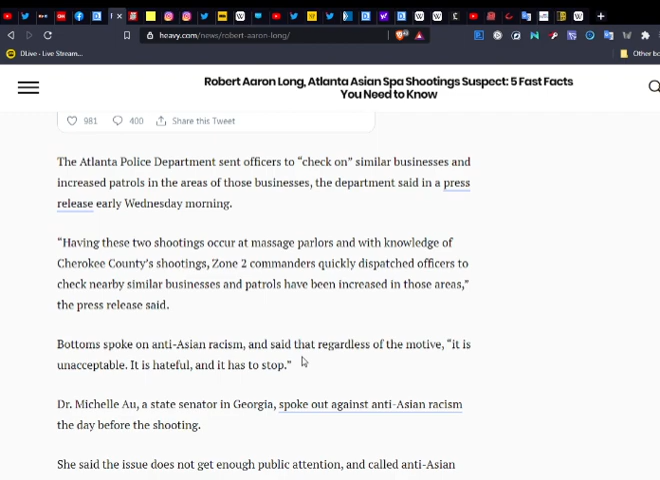 heavy.com/news/robert-aaron-long/
DLive - Live Stream...
Other bo
Robert Aaron Long, Atlanta Asian Spa Shootings Suspect: 5 Fast Facts
You Need to Know
981 400 Share this Tweet
The Atlanta Police Department sent officers to “check on” similar businesses and
increased patrols in the areas of those businesses, the department said in a press
release early Wednesday morning.
“Having these two shootings occur at massage parlors and with knowledge of
Cherokee County’s shootings, Zone 2 commanders quickly dispatched officers to
check nearby similar businesses and patrols have been increased in those areas,”
the press release said.
Bottoms spoke on anti-Asian racism, and said that regardless of the motive, “it is
unacceptable. It is hateful, and it has to stop.”
Dr. Michelle Au, a state senator in Georgia, spoke out against anti-Asian racism
the day before the shooting.
She said the issue does not get enough public attention, and called anti-Asian